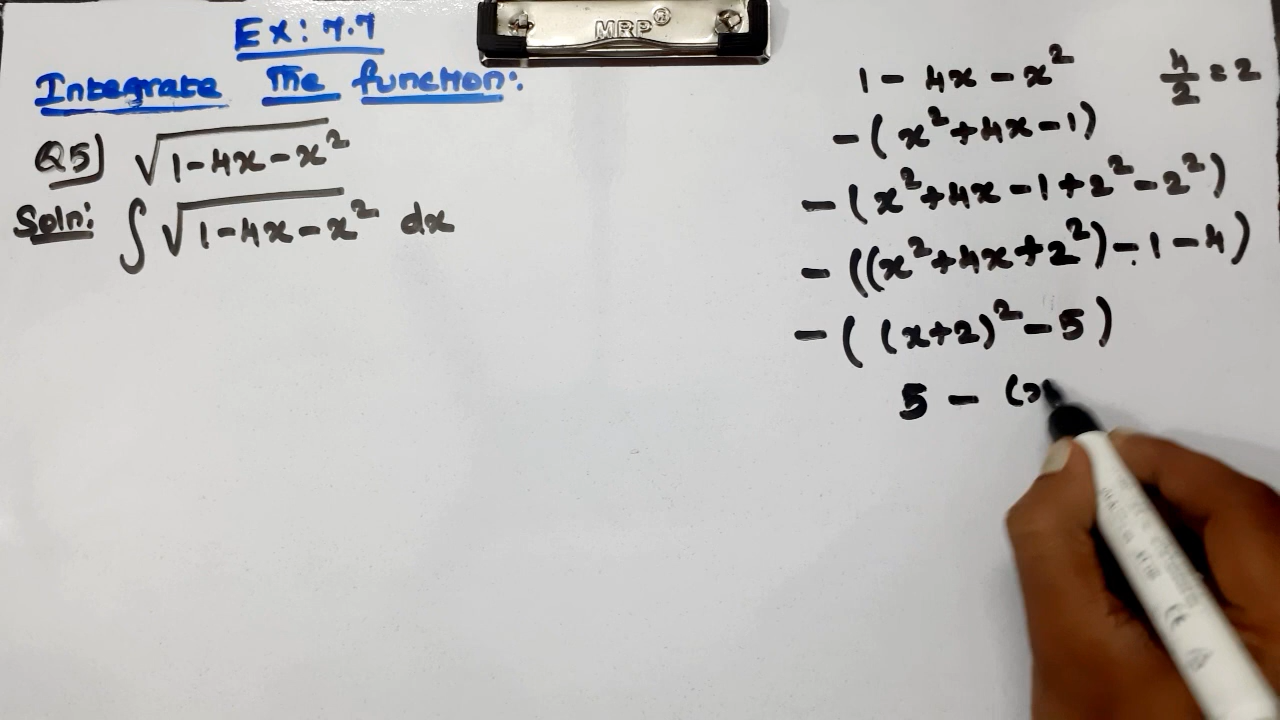 Ex: 7.7
Integrate The function:
Q5) √1-4x-x²
Soln: ∫ √1-4x-x² dx
MRP®
1 - 4x - x²
4/2 = 2
-(x²+4x-1)
-(x²+4x-1+2²-2²)
-((x²+4x+2²)-1-4)
-((x+2)²-5)
5 - (x